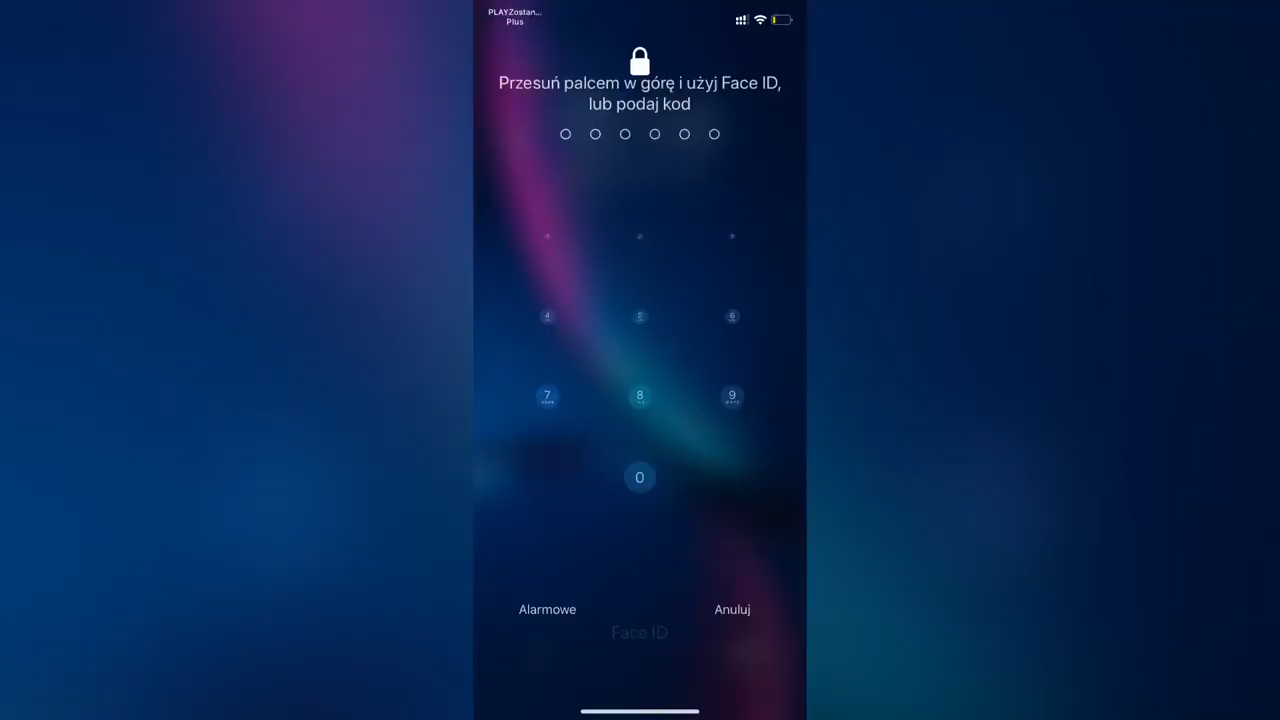 PLAYZostan...
Plus
Przesuń palcem w górę i użyj Face ID,
lub podaj kod
2
4
5
6
7
8
9
0
Alarmowe
Anuluj
Face ID